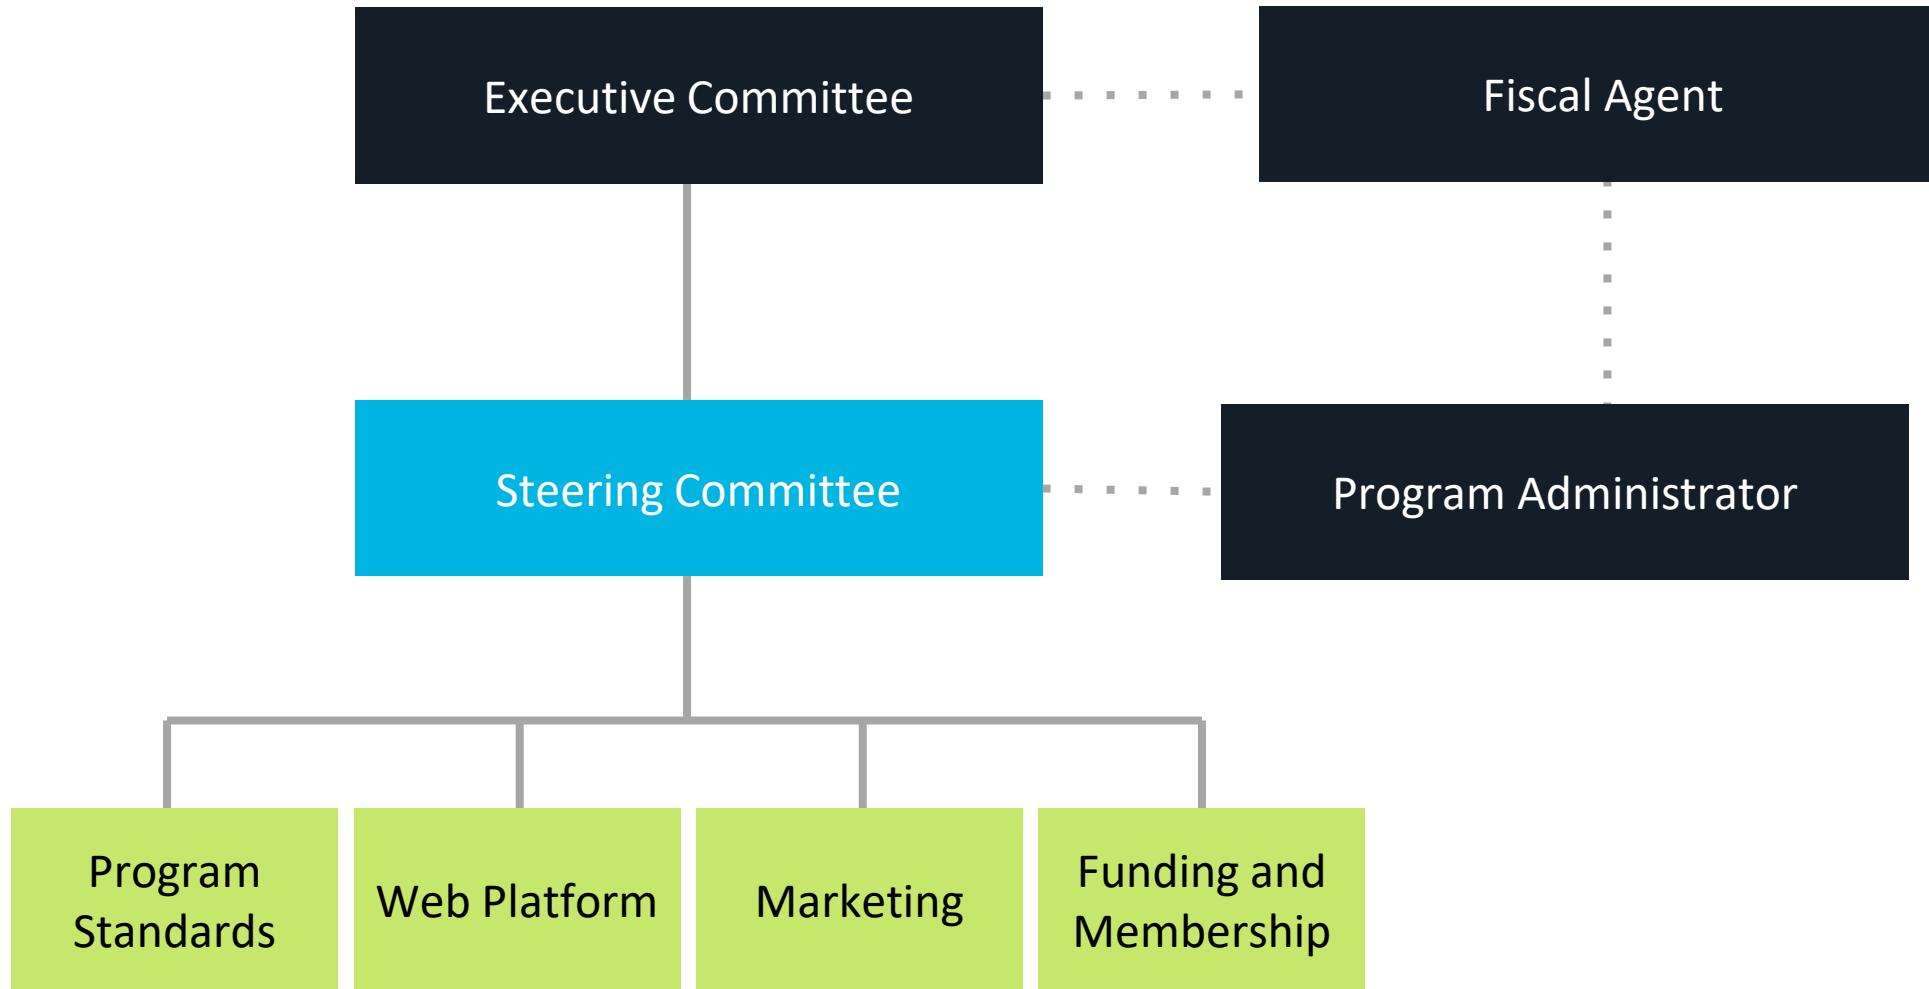 Executive Committee
Fiscal Agent
Steering Committee
Program Administrator
Program
Standards
Web Platform
Marketing
Funding and
Membership